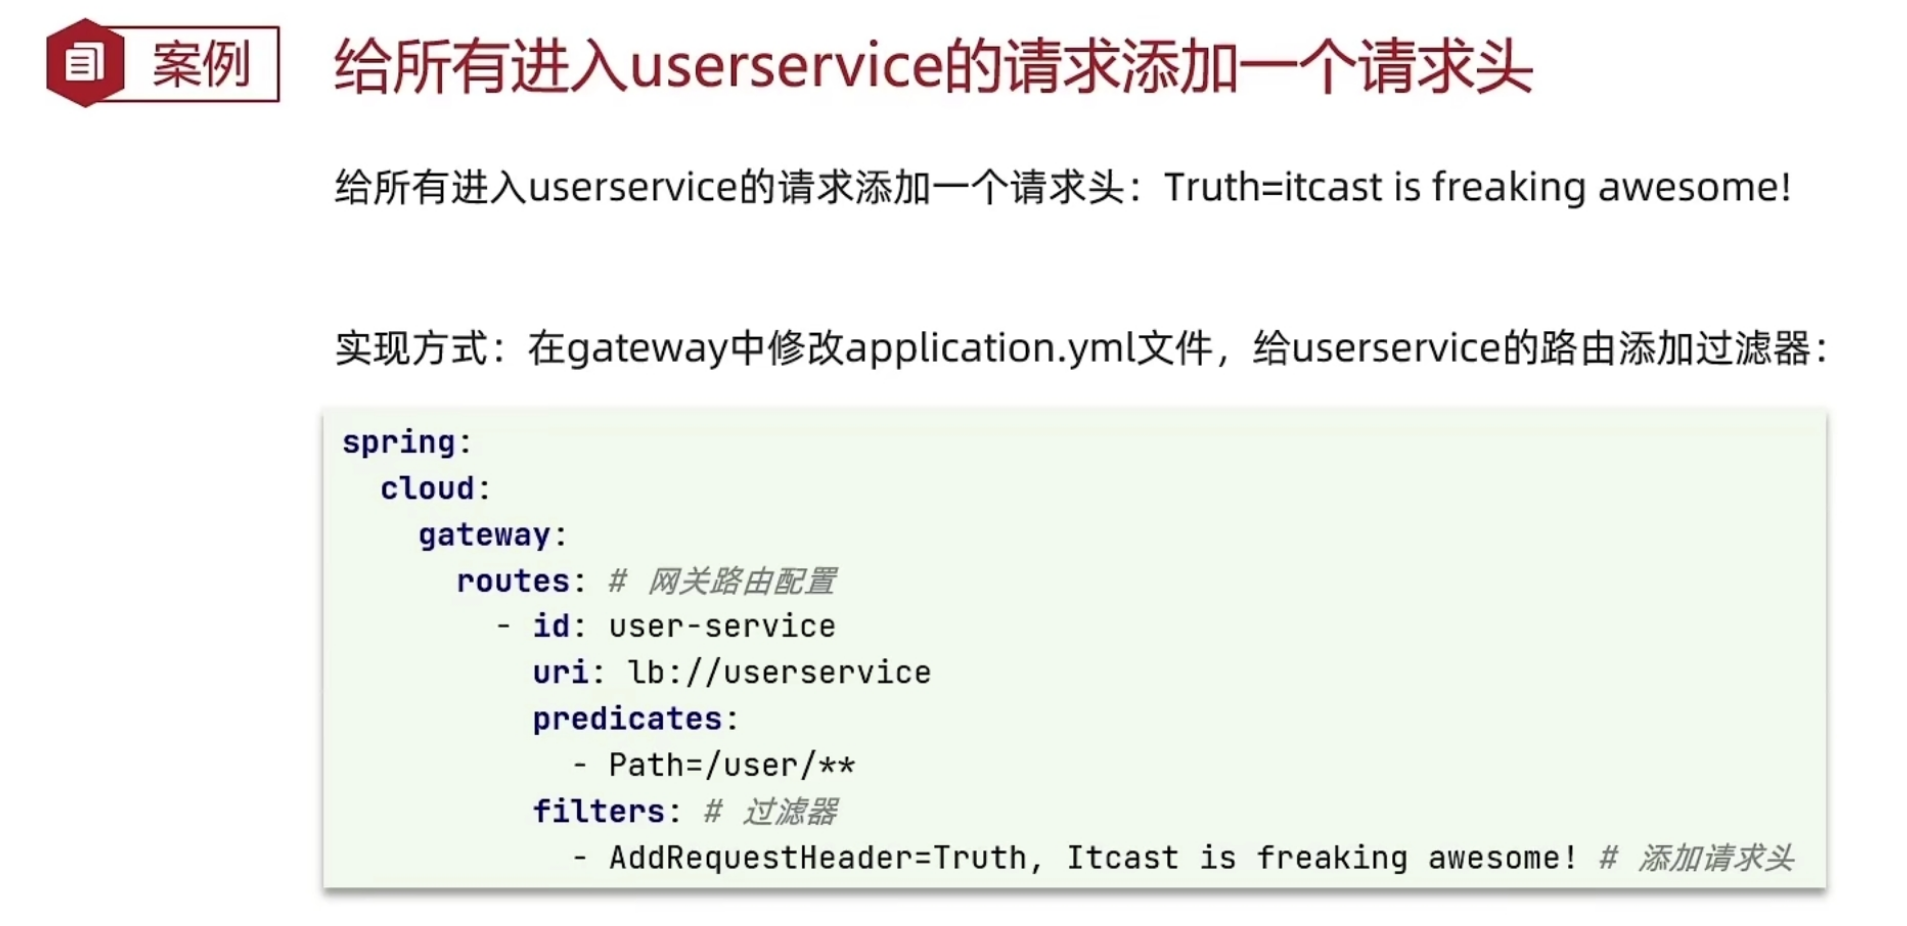 案例
给所有进入userservice的请求添加一个请求头
给所有进入userservice的请求添加一个请求头：Truth=itcast is freaking awesome!
实现方式：在gateway中修改application.yml文件，给userservice的路由添加过滤器：
spring:
  cloud:
    gateway:
      routes: # 网关路由配置
        - id: user-service
          uri: lb://userservice
          predicates:
            - Path=/user/**
          filters: # 过滤器
            - AddRequestHeader=Truth, Itcast is freaking awesome! # 添加请求头